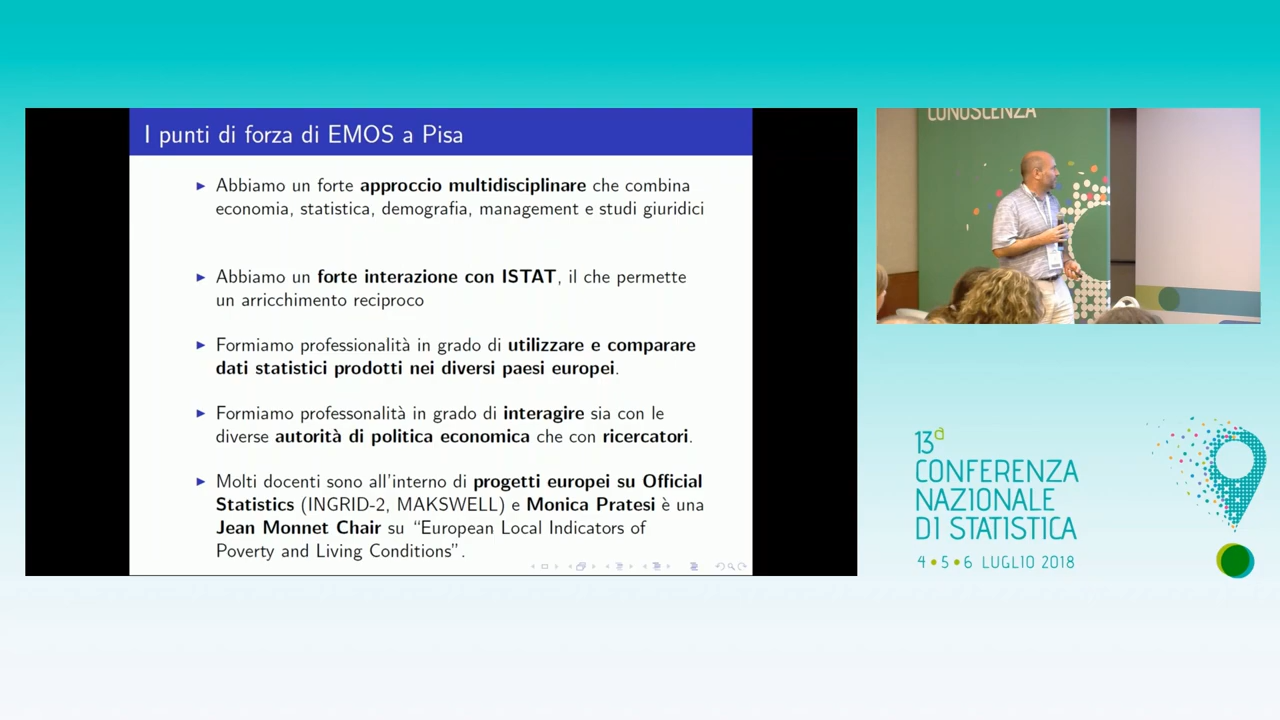 I punti di forza di EMOS a Pisa
Abbiamo un forte approccio multidisciplinare che combina
economia, statistica, demografia, management e studi giuridici
Abbiamo un forte interazione con ISTAT, il che permette
un arricchimento reciproco
Formiamo professionalità in grado di utilizzare e comparare
dati statistici prodotti nei diversi paesi europei.
Formiamo professonalità in grado di interagire sia con le
diverse autorità di politica economica che con ricercatori.
Molti docenti sono all'interno di progetti europei su Official
Statistics (INGRID-2, MAKSWELL) e Monica Pratesi è una
Jean Monnet Chair su “European Local Indicators of
Poverty and Living Conditions”.
CONOSCENZA
13a
CONFERENZA
NAZIONALE
DI STATISTICA
4 • 5 • 6 LUGLIO 2018